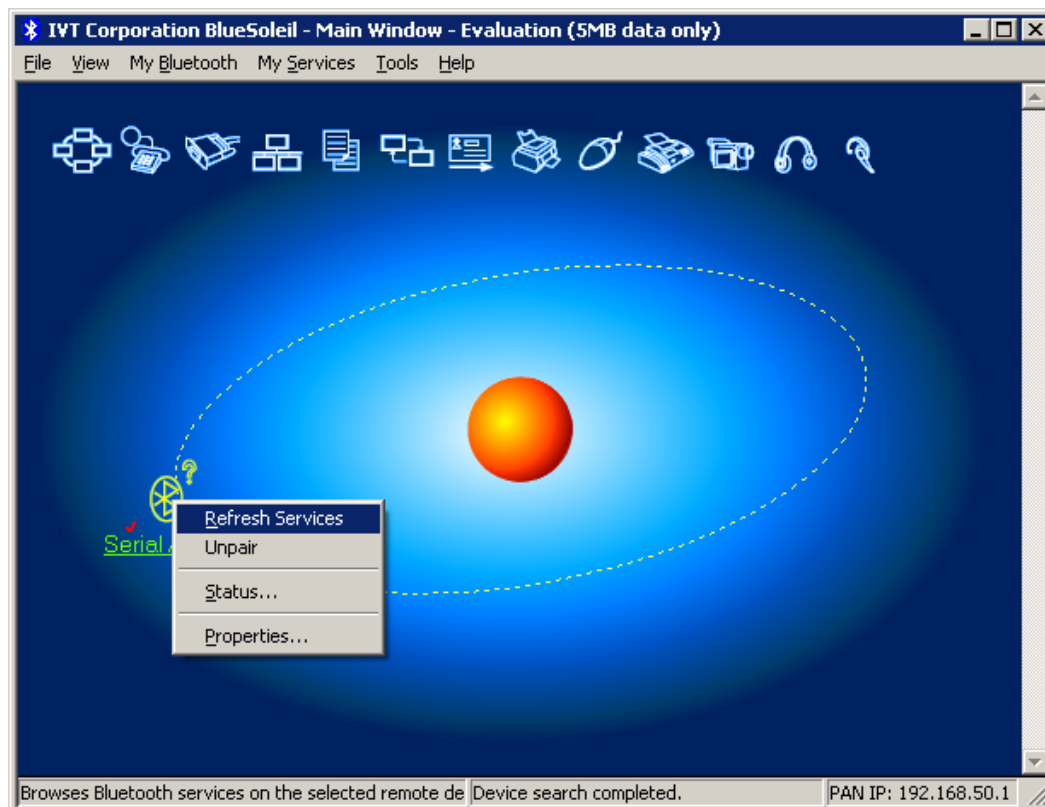 IVT Corporation BlueSoleil - Main Window - Evaluation (5MB data only)
File View My Bluetooth My Services Tools Help
Refresh Services
Serial
Unpair
Status...
Properties...
Browses Bluetooth services on the selected remote de Device search completed. PAN IP: 192.168.50.1